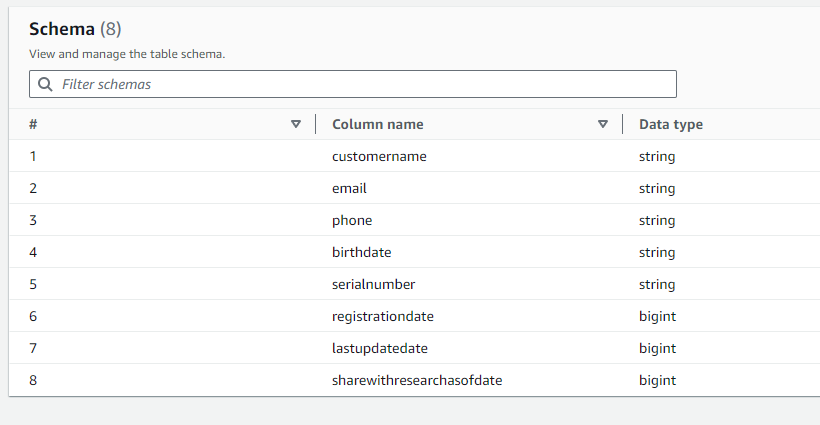 Schema (8)
View and manage the table schema.
Filter schemas
# Column name Data type
1 customername string
2 email string
3 phone string
4 birthdate string
5 serialnumber string
6 registrationdate bigint
7 lastupdatedate bigint
8 sharewithresearchasofdate bigint